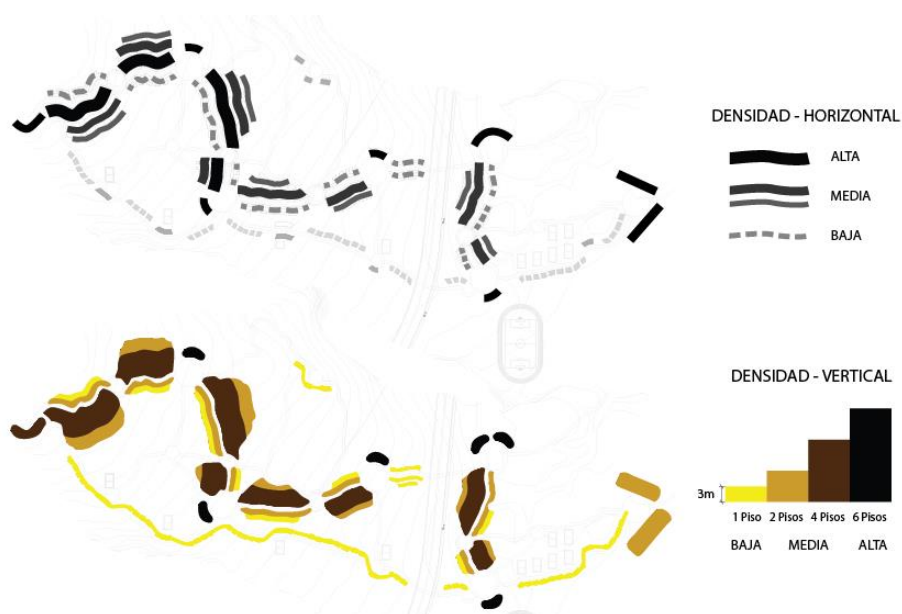 DENSIDAD - HORIZONTAL
ALTA
MEDIA
BAJA
DENSIDAD - VERTICAL
3m
1 Piso 2 Pisos 4 Pisos 6 Pisos
BAJA MEDIA ALTA